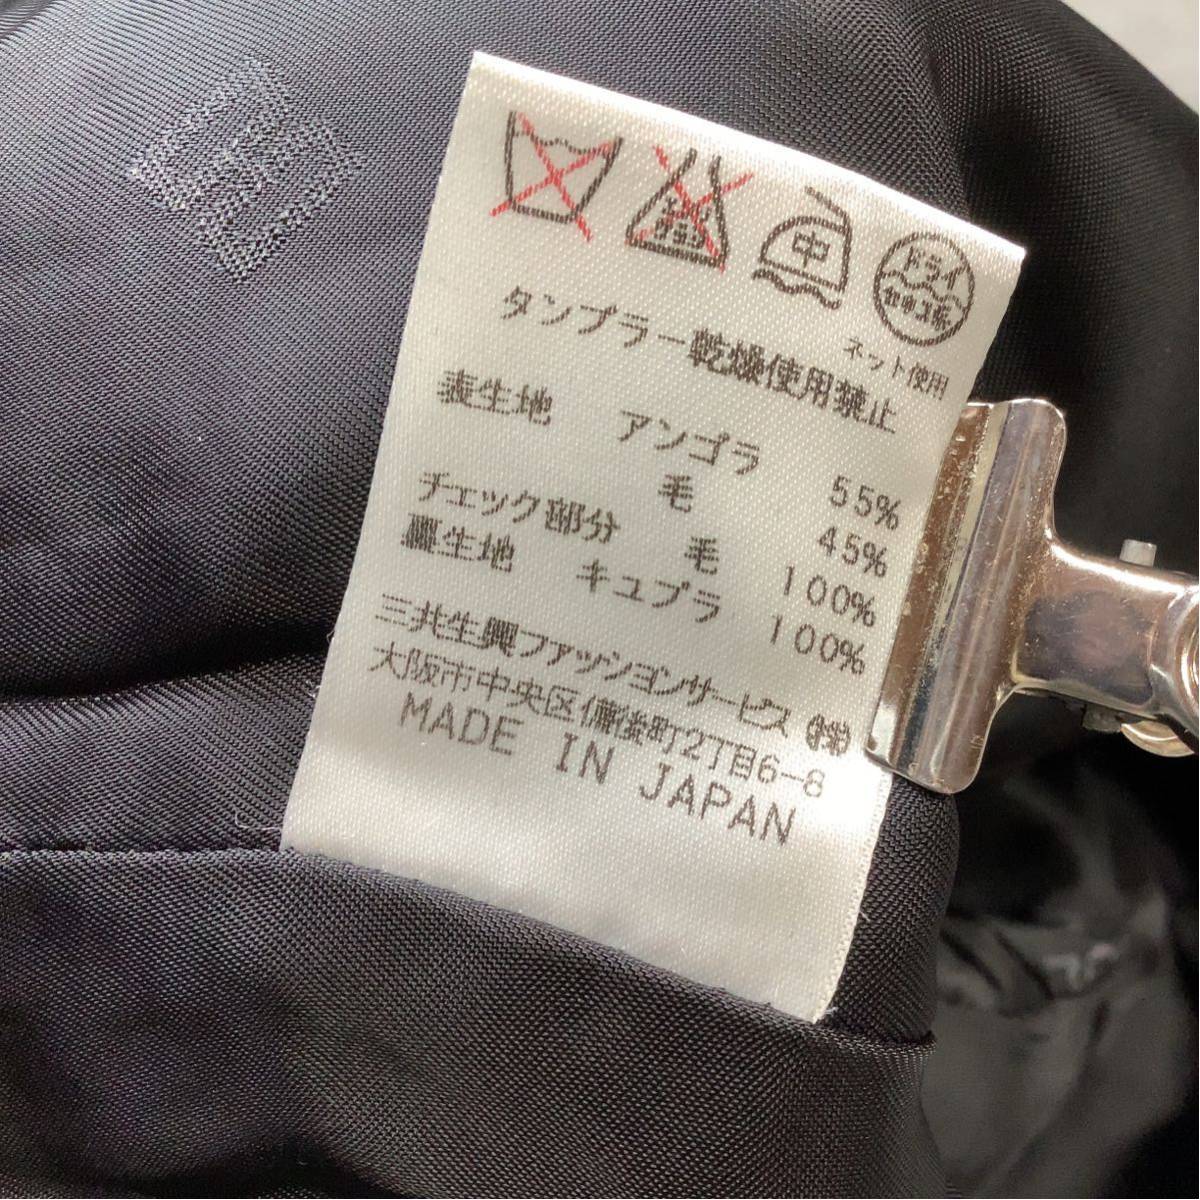 中
ドライ
セキユ系
ネット使用
タンブラー乾燥使用禁止
表生地 アンゴラ 55%
毛 45%
チェック部分 毛 100%
裏生地 キュプラ 100%
三共生興ファッションサービス㈱
大阪市中央区備後町2丁目6-8
MADE IN JAPAN